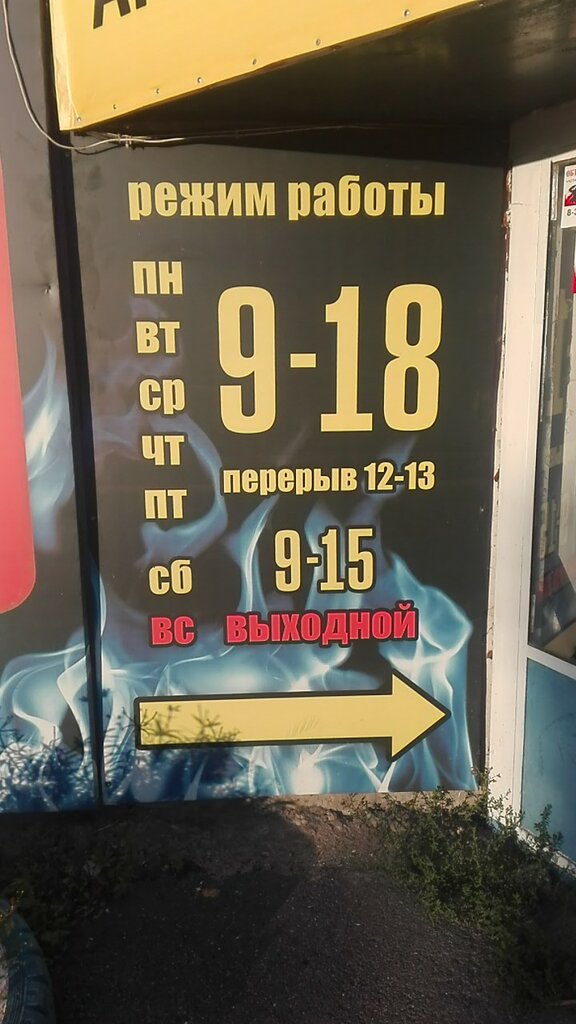 режим работы
пн
вт
ср
чт
пт
9-18
перерыв 12-13
сб 9-15
вс выходной